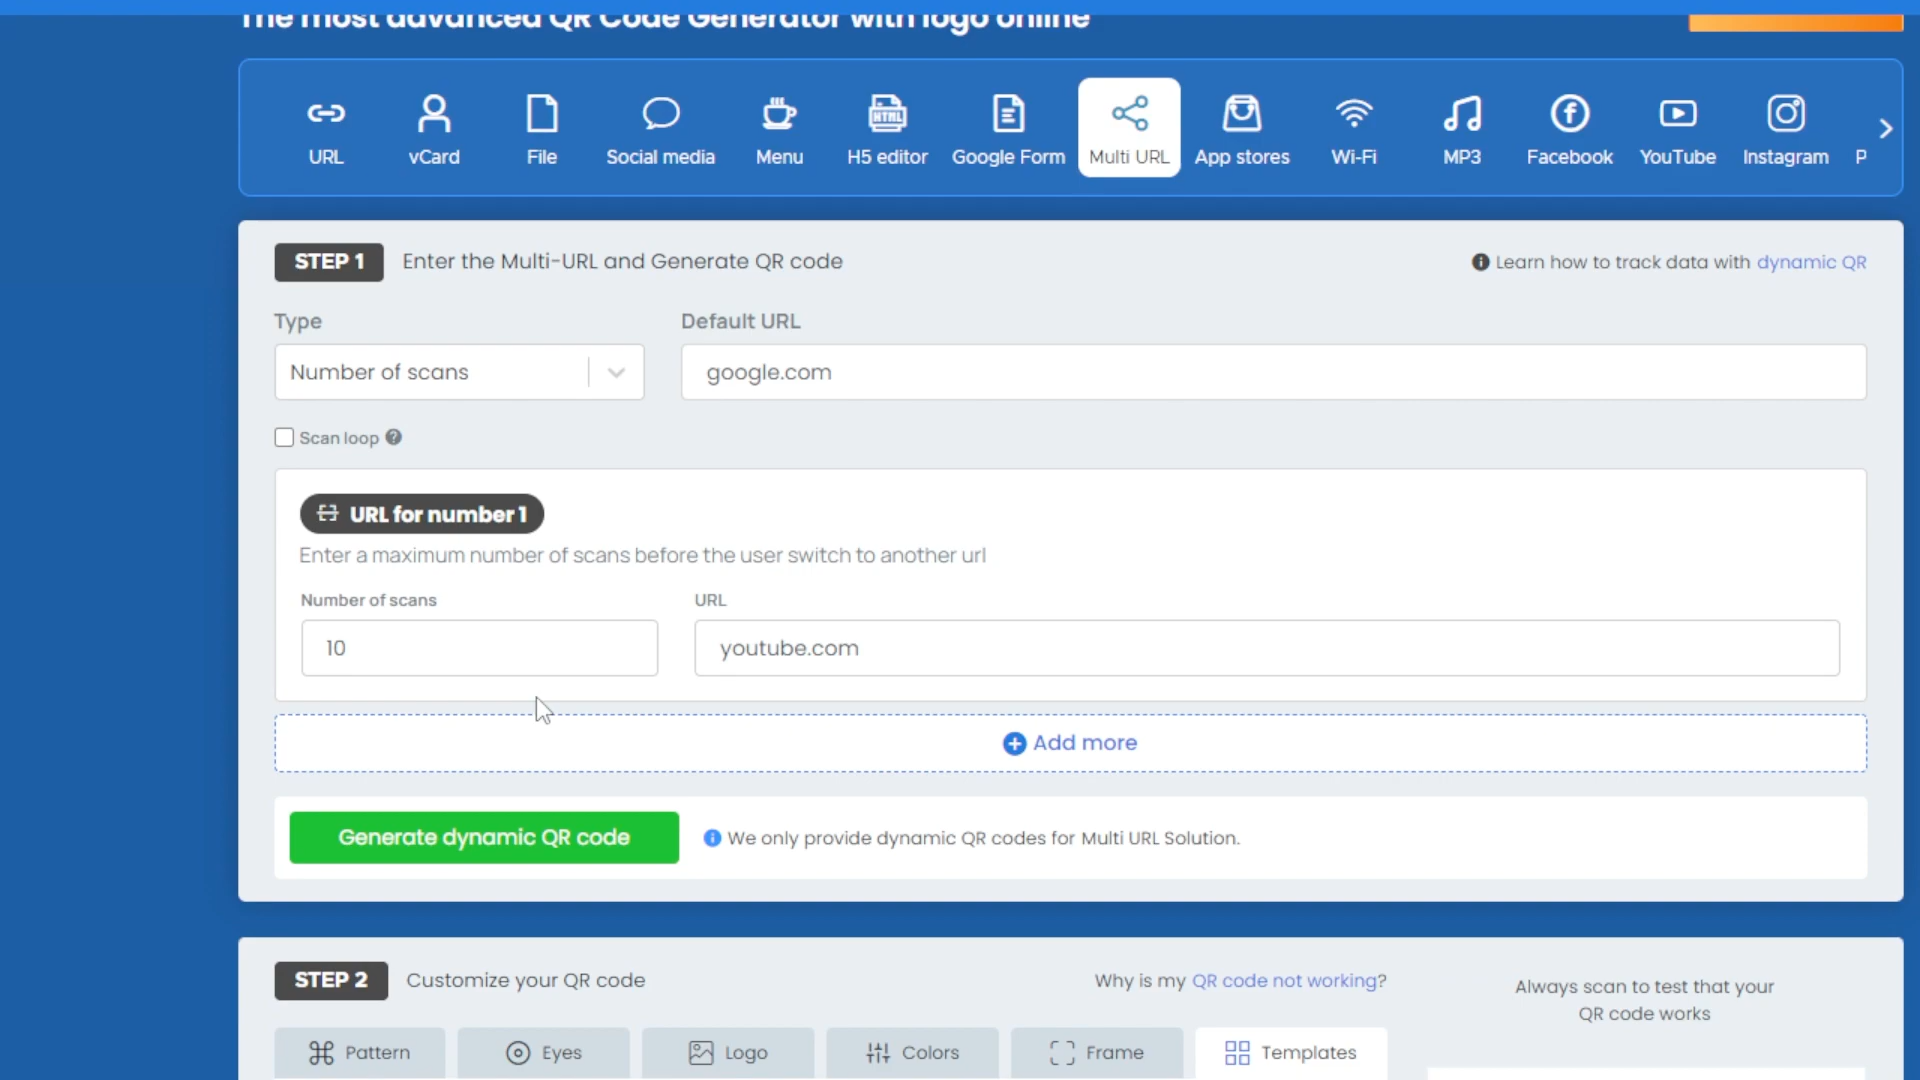 The most advanced QR Code Generator with logo online
URL
vCard
File
Social media
Menu
HTML
H5 editor
Google Form
Multi URL
App stores
Wi-Fi
MP3
Facebook
YouTube
Instagram
P
STEP 1 Enter the Multi-URL and Generate QR code
Learn how to track data with dynamic QR
Type
Default URL
Number of scans
google.com
Scan loop
URL for number 1
Enter a maximum number of scans before the user switch to another url
Number of scans
URL
10
youtube.com
Add more
Generate dynamic QR code
We only provide dynamic QR codes for Multi URL Solution.
STEP 2 Customize your QR code
Why is my QR code not working?
Always scan to test that your
QR code works
Pattern
Eyes
Logo
Colors
Frame
Templates